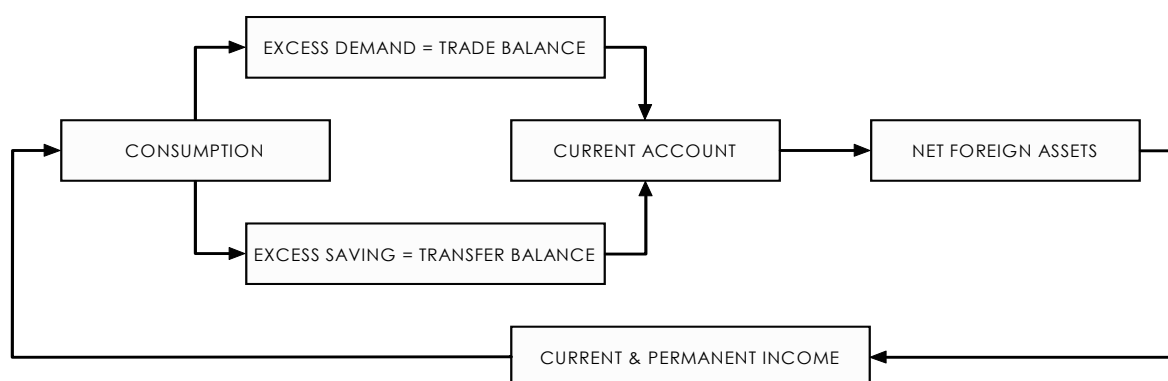 EXCESS DEMAND = TRADE BALANCE
CONSUMPTION
CURRENT ACCOUNT
NET FOREIGN ASSETS
EXCESS SAVING = TRANSFER BALANCE
CURRENT & PERMANENT INCOME